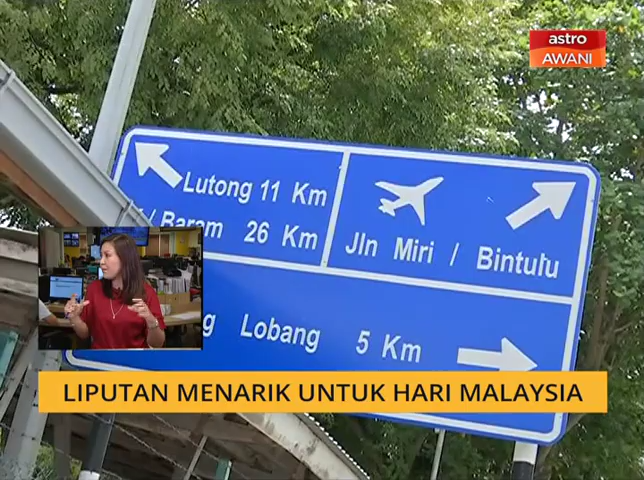 astro
AWANI
Lutong 11 Km
/ Baram 26 Km
Jln Miri / Bintulu
g Lobang 5 Km
LIPUTAN MENARIK UNTUK HARI MALAYSIA